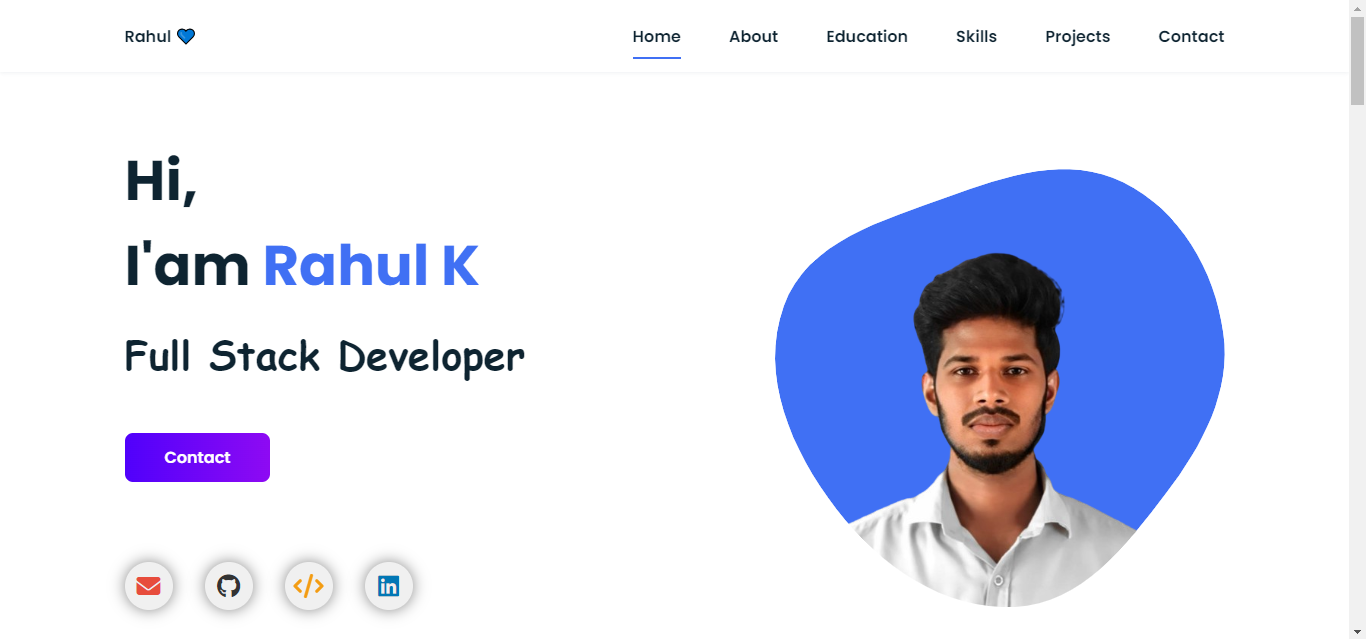 Rahul 💙
Home About Education Skills Projects Contact
Hi,
I'am Rahul K
Full Stack Developer
Contact